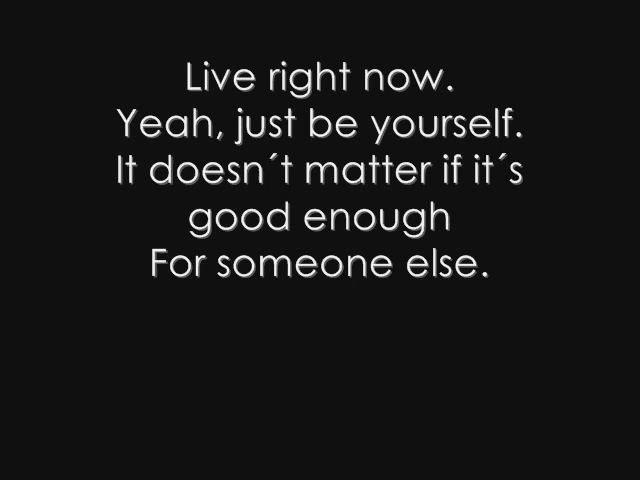 Live right now.
Yeah, just be yourself.
It doesn´t matter if it´s
good enough
For someone else.